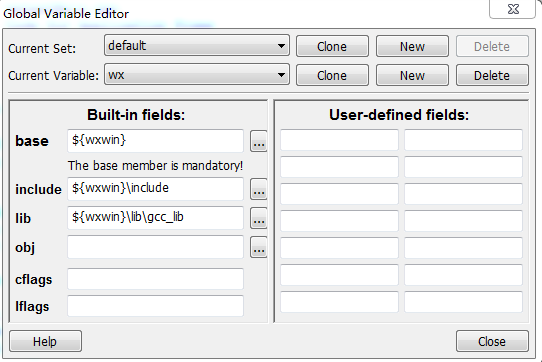 Global Variable Editor
Current Set: default Clone New Delete
Current Variable: wx Clone New Delete
Built-in fields: User-defined fields:
base ${wxwin} ...
The base member is mandatory!
include ${wxwin}\include ...
lib ${wxwin}\lib\gcc_lib ...
obj ...
cflags
lflags
Help Close